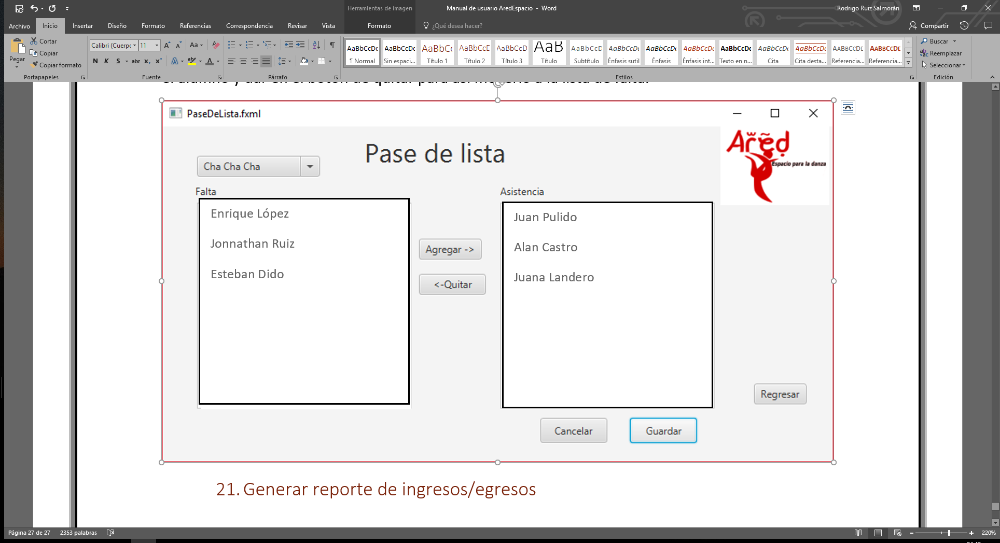 Herramientas de imagen
Manual de usuario AredEspacio - Word
Rodrigo Ruiz Salmorán
Archivo Inicio Insertar Diseño Formato Referencias Correspondencia Revisar Vista Formato ¿Qué desea hacer? Compartir
Pegar
Cortar
Copiar
Copiar formato
Portapapeles
Calibri (Cuerpo 11
N K S abc x₂ x²
Fuente
Párrafo
AaBbCcDc AaBbCcDc AaBbC AaBbCcC AaBbCcD AaB AaBbCcD AaBbCcDc AaBbCcDc AaBbCcDc AaBbCcDc AaBbCcDc AaBbCcDc AABBCCDE AABBCCDE
¶ Normal Sin espaci... Título 1 Título 2 Título 3 Título Subtítulo Énfasis sutil Énfasis Énfasis int... Texto en n... Cita Cita desta... Referencia... Referencia...
Estilos
Buscar
Reemplazar
Seleccionar
Edición
PaseDeLista.fxml
Pase de lista
Cha Cha Cha
Ared
Espacio para la danza
Falta
Enrique López
Jonnathan Ruiz
Esteban Dido
Agregar ->
<-Quitar
Asistencia
Juan Pulido
Alan Castro
Juana Landero
Regresar
Cancelar
Guardar
21. Generar reporte de ingresos/egresos
Página 27 de 27 2353 palabras
220%